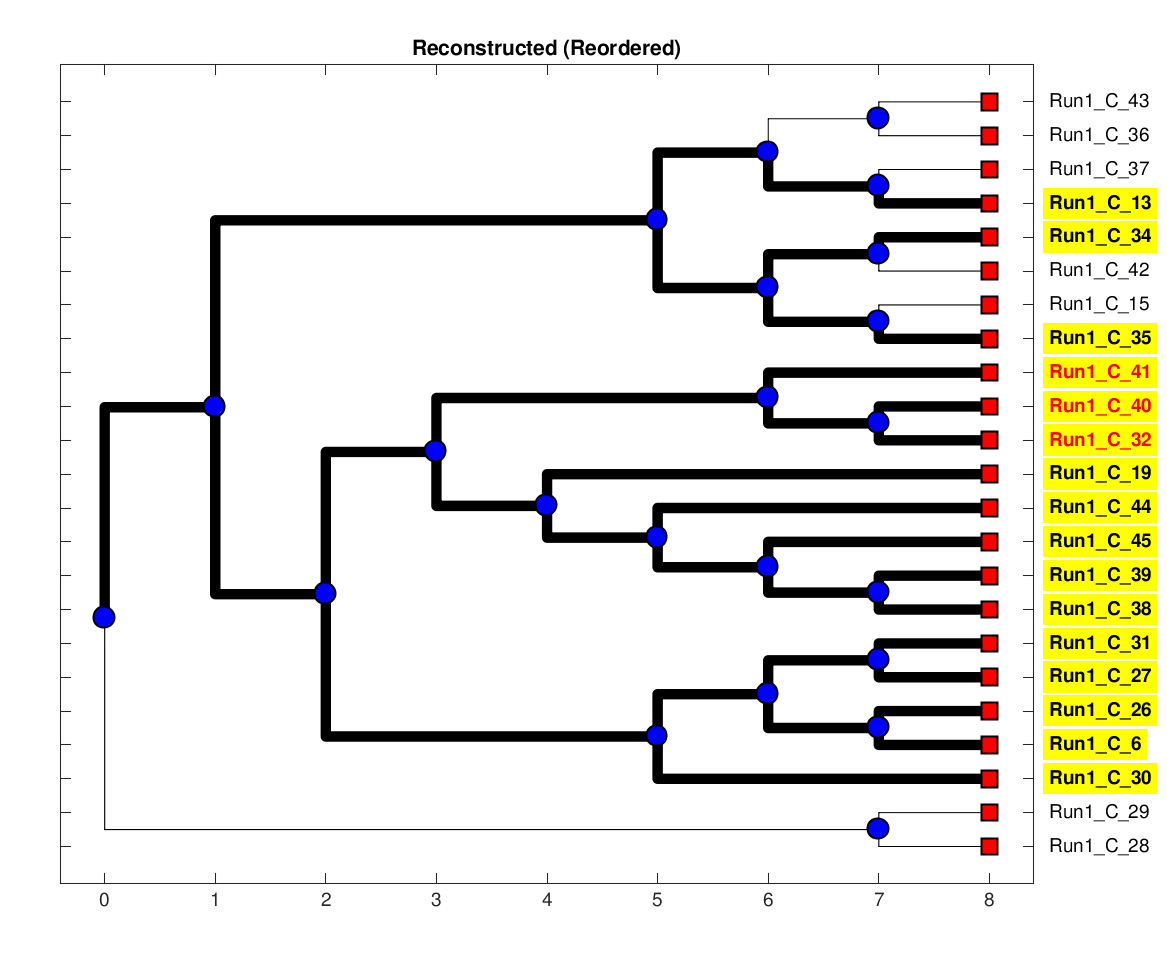 Reconstructed (Reordered)
Run1_C_43
Run1_C_36
Run1_C_37
Run1_C_13
Run1_C_34
Run1_C_42
Run1_C_15
Run1_C_35
Run1_C_41
Run1_C_40
Run1_C_32
Run1_C_19
Run1_C_44
Run1_C_45
Run1_C_39
Run1_C_38
Run1_C_31
Run1_C_27
Run1_C_26
Run1_C_6
Run1_C_30
Run1_C_29
Run1_C_28
0 1 2 3 4 5 6 7 8